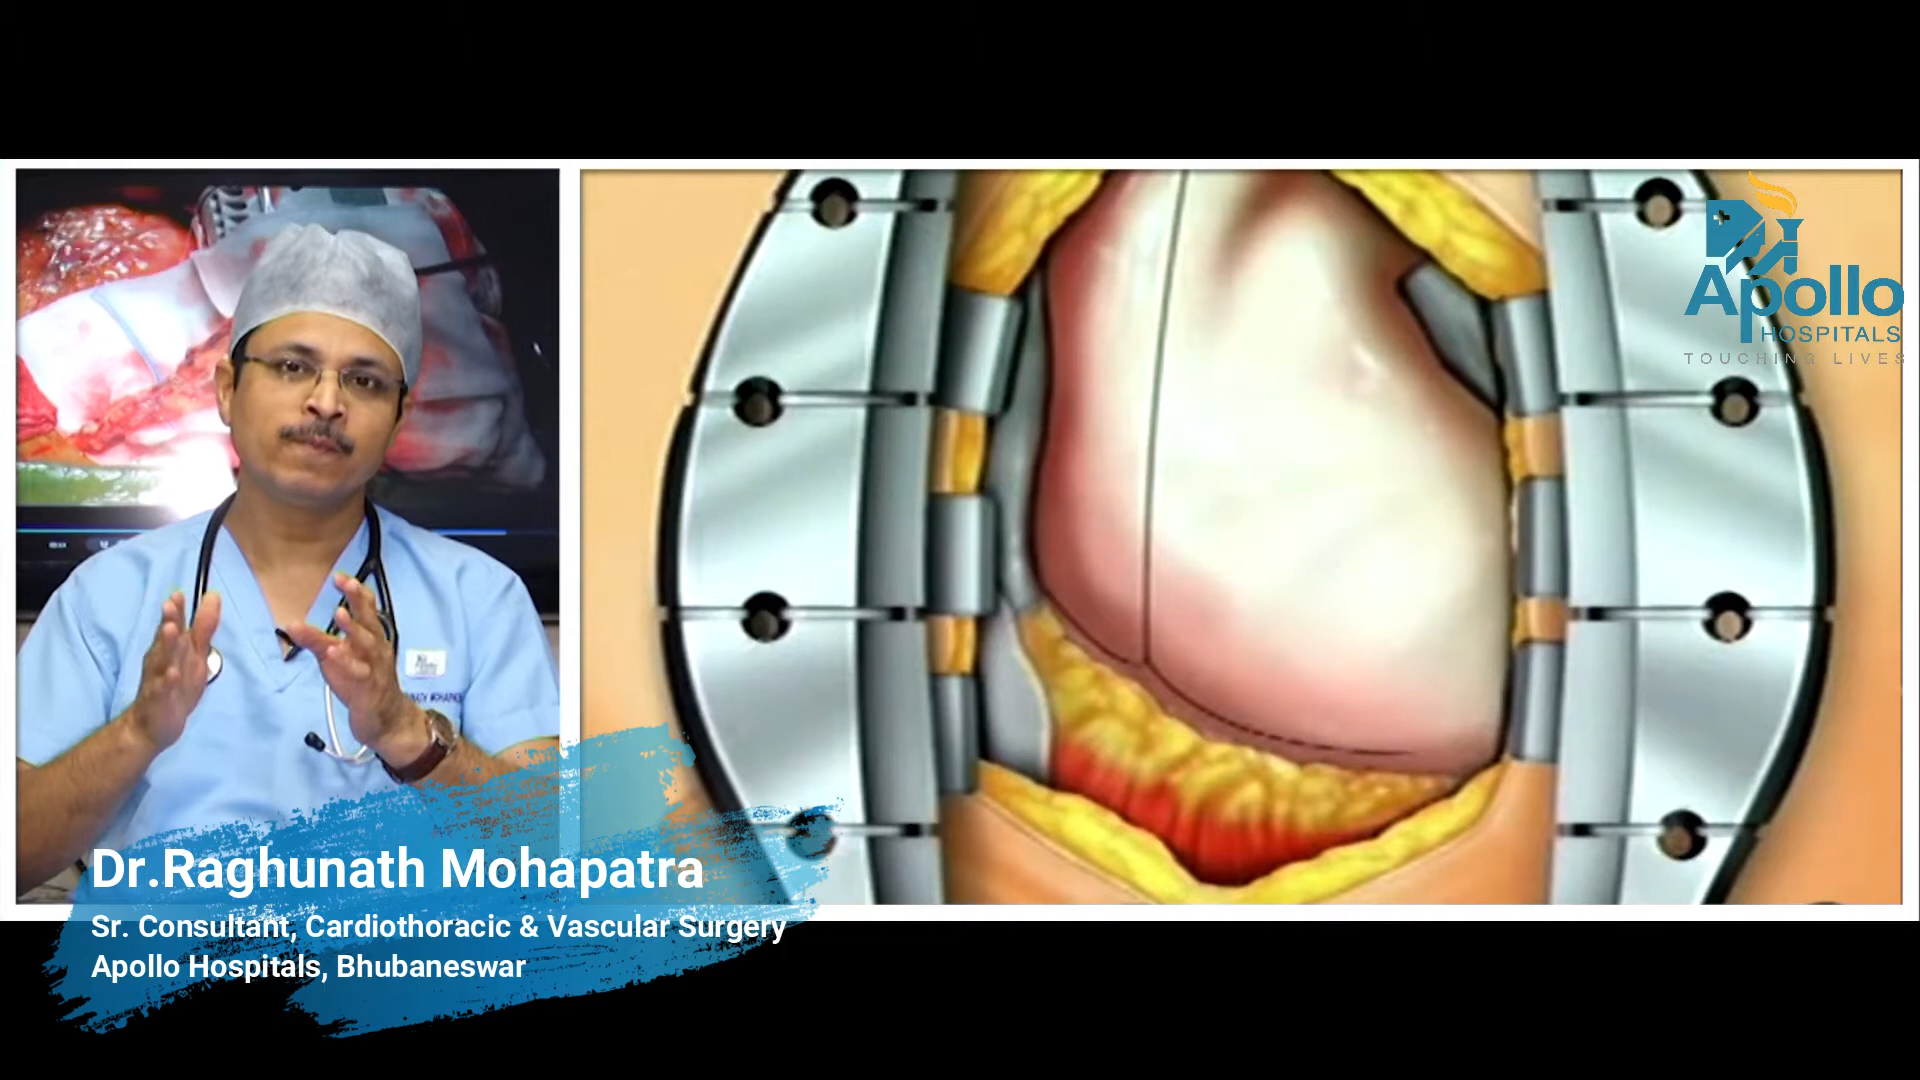 Apollo
HOSPITALS
TOUCHING LIVES
Dr.Raghunath Mohapatra
Sr. Consultant, Cardiothoracic & Vascular Surgery
Apollo Hospitals, Bhubaneswar